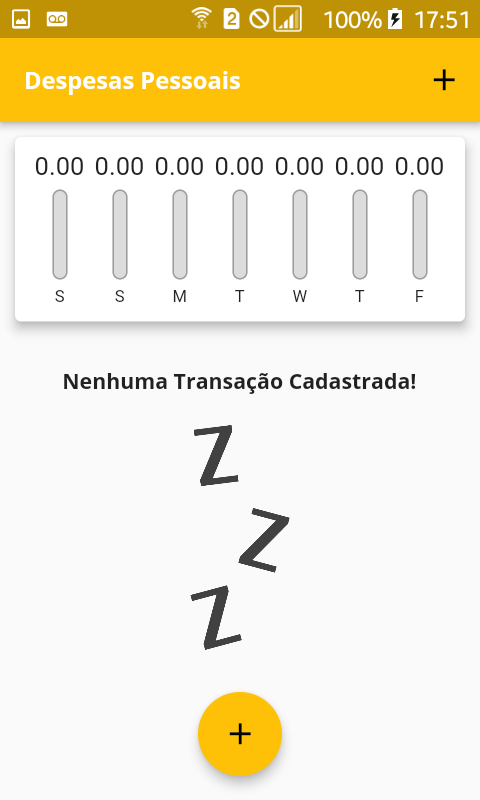 2 100% 17:51
Despesas Pessoais +
0.00 0.00 0.00 0.00 0.00 0.00 0.00
S S M T W T F
Nenhuma Transação Cadastrada!
Z
Z
Z
+